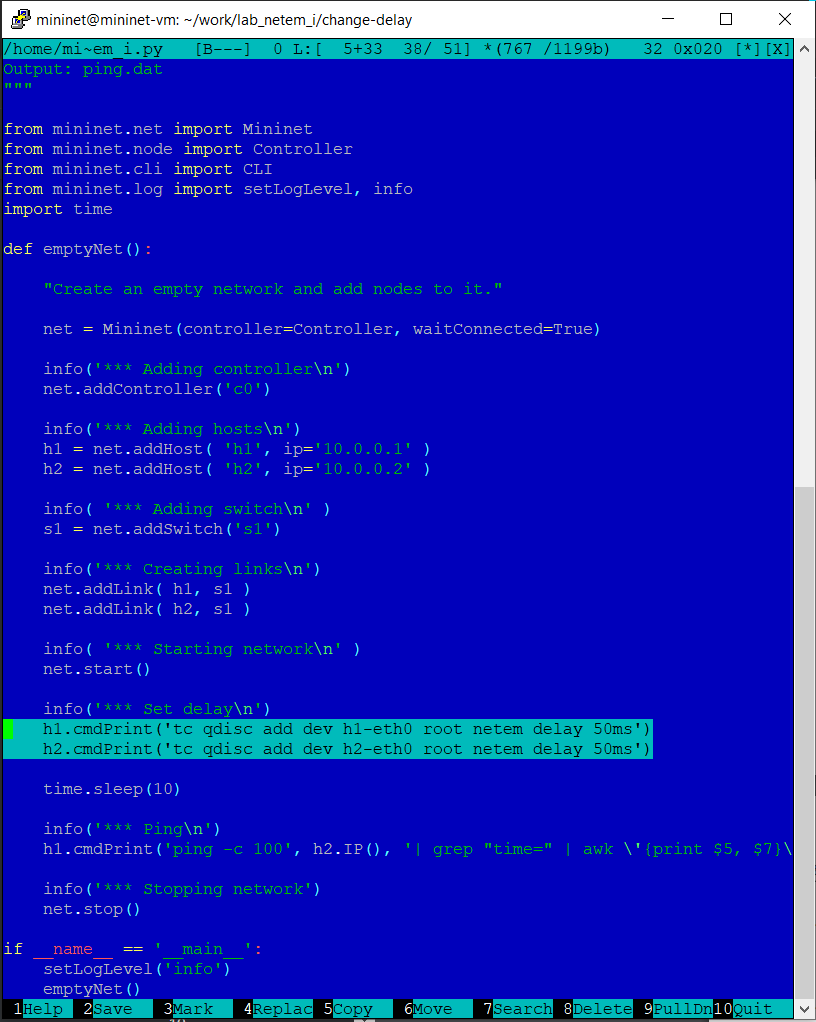 mininet@mininet-vm: ~/work/lab_netem_i/change-delay
/home/mi~em_i.py   [B---]  0 L:[  5+33  38/ 51] *(767 /1199b)   32 0x020 [*][X]
Output: ping.dat
"""
from mininet.net import Mininet
from mininet.node import Controller
from mininet.cli import CLI
from mininet.log import setLogLevel, info
import time
def emptyNet():
    "Create an empty network and add nodes to it."
    net = Mininet(controller=Controller, waitConnected=True)
    info('*** Adding controller\n')
    net.addController('c0')
    info('*** Adding hosts\n')
    h1 = net.addHost( 'h1', ip='10.0.0.1' )
    h2 = net.addHost( 'h2', ip='10.0.0.2' )
    info( '*** Adding switch\n' )
    s1 = net.addSwitch('s1')
    info('*** Creating links\n')
    net.addLink( h1, s1 )
    net.addLink( h2, s1 )
    info( '*** Starting network\n' )
    net.start()
    info('*** Set delay\n')
    h1.cmdPrint('tc qdisc add dev h1-eth0 root netem delay 50ms')
    h2.cmdPrint('tc qdisc add dev h2-eth0 root netem delay 50ms')
    time.sleep(10)
    info('*** Ping\n')
    h1.cmdPrint('ping -c 100', h2.IP(), '| grep "time=" | awk \'{print $5, $7}\
    info('*** Stopping network')
    net.stop()
if __name__ == '__main__':
    setLogLevel('info')
    emptyNet()
1Help 2Save 3Mark 4Replac 5Copy 6Move 7Search 8Delete 9PullDn 10Quit